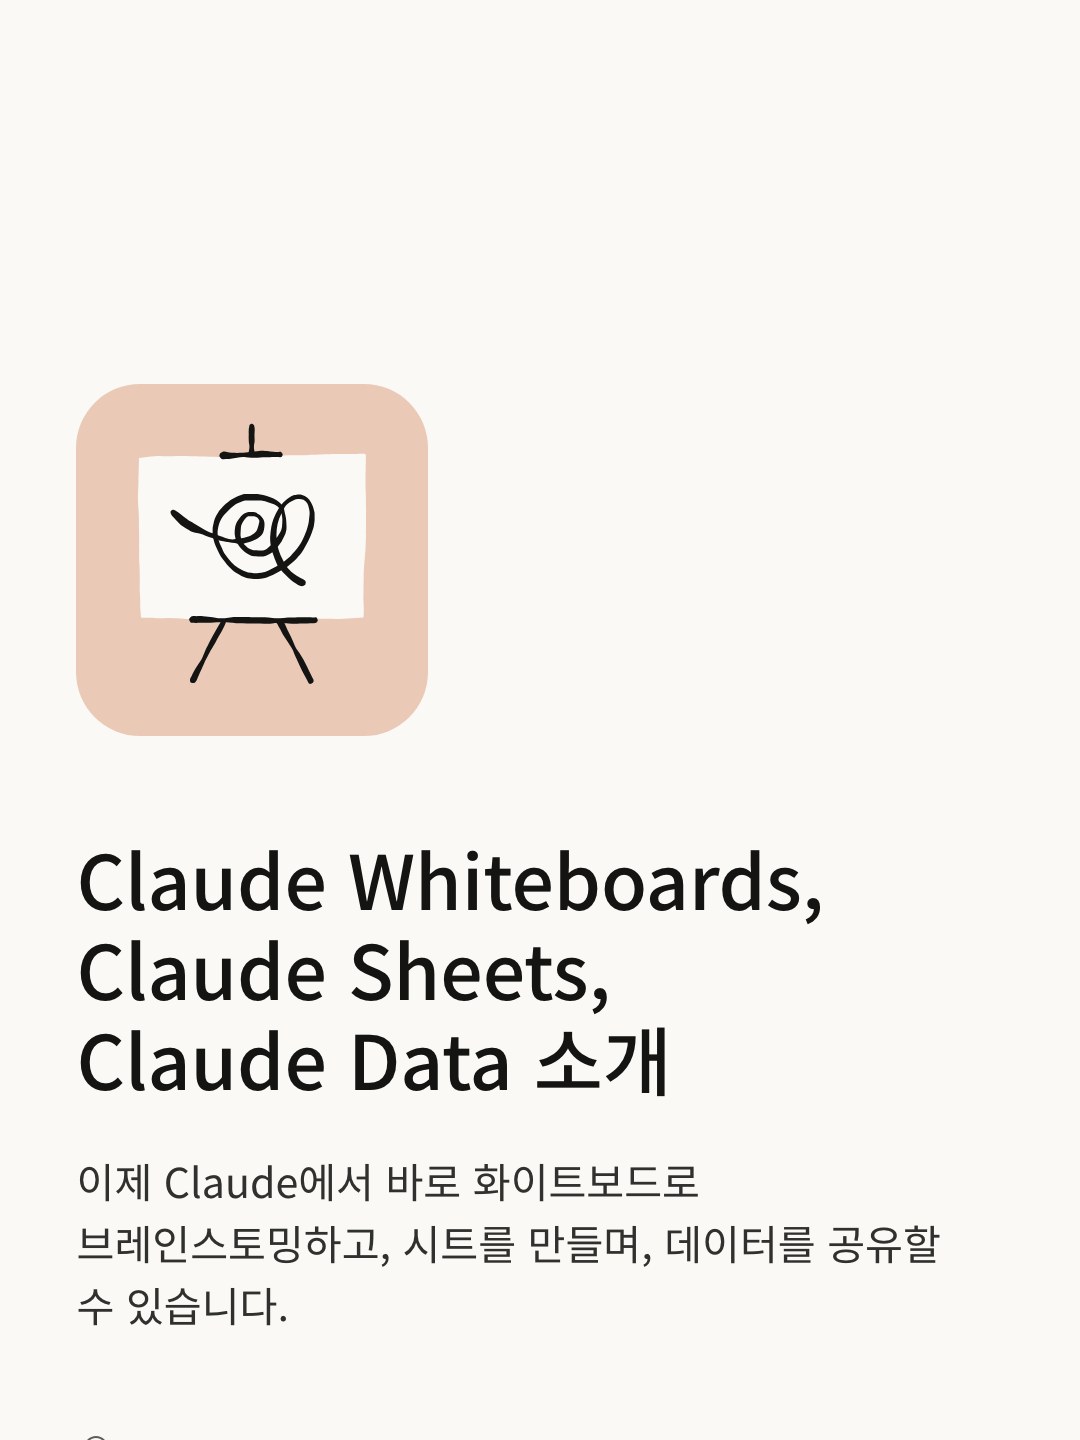 Claude Whiteboards,
Claude Sheets,
Claude Data 소개
이제 Claude에서 바로 화이트보드로
브레인스토밍하고, 시트를 만들며, 데이터를 공유할
수 있습니다.